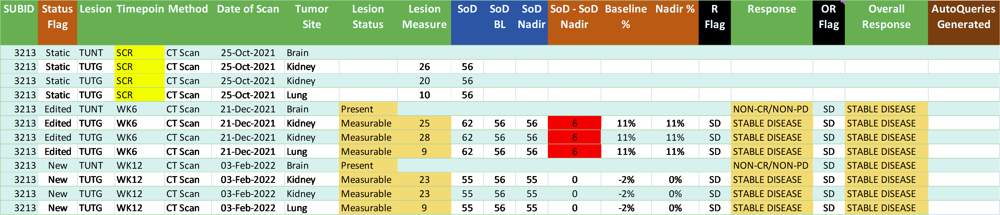 SUBID Status Flag Lesion Timepoin Method Date of Scan Tumor Site Lesion Status Lesion Measure SoD SoD BL SoD Nadir SoD - SoD Nadir Baseline % Nadir % R Flag Response OR Flag Overall Response AutoQueries Generated
3213 Static TUNT SCR CT Scan 25-Oct-2021 Brain
3213 Static TUTG SCR CT Scan 25-Oct-2021 Kidney 26 56
3213 Static TUTG SCR CT Scan 25-Oct-2021 Kidney 20 56
3213 Static TUTG SCR CT Scan 25-Oct-2021 Lung 10 56
3213 Edited TUNT WK6 CT Scan 21-Dec-2021 Brain Present NON-CR/NON-PD SD STABLE DISEASE
3213 Edited TUTG WK6 CT Scan 21-Dec-2021 Kidney Measurable 25 62 56 56 6 11% 11% SD STABLE DISEASE SD STABLE DISEASE
3213 Edited TUTG WK6 CT Scan 21-Dec-2021 Kidney Measurable 28 62 56 56 6 11% 11% SD STABLE DISEASE SD STABLE DISEASE
3213 Edited TUTG WK6 CT Scan 21-Dec-2021 Lung Measurable 9 62 56 56 6 11% 11% SD STABLE DISEASE SD STABLE DISEASE
3213 New TUNT WK12 CT Scan 03-Feb-2022 Brain Present NON-CR/NON-PD SD STABLE DISEASE
3213 New TUTG WK12 CT Scan 03-Feb-2022 Kidney Measurable 23 55 56 55 0 -2% 0% SD STABLE DISEASE SD STABLE DISEASE
3213 New TUTG WK12 CT Scan 03-Feb-2022 Kidney Measurable 23 55 56 55 0 -2% 0% SD STABLE DISEASE SD STABLE DISEASE
3213 New TUTG WK12 CT Scan 03-Feb-2022 Lung Measurable 9 55 56 55 0 -2% 0% SD STABLE DISEASE SD STABLE DISEASE